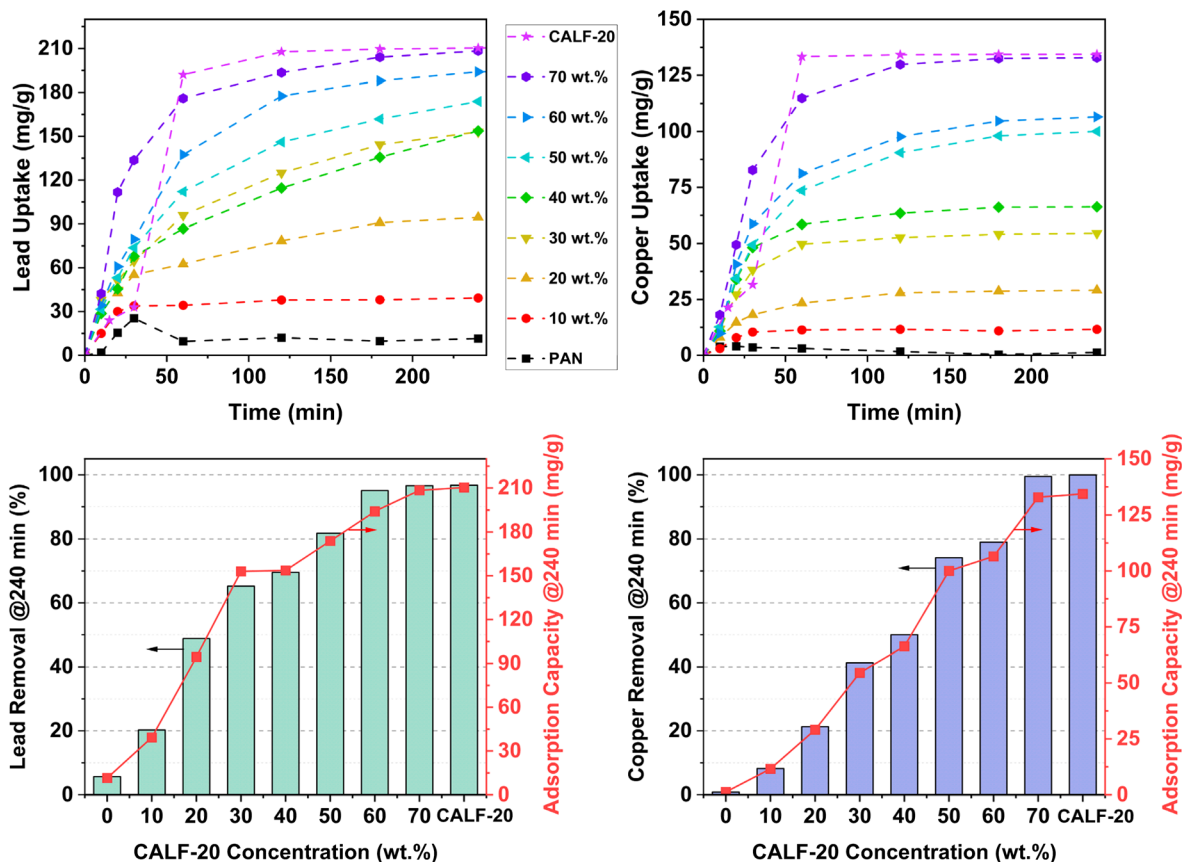 Lead Uptake (mg/g)
210
180
150
120
90
60
30
0
0 50 100 150 200
Time (min)
CALF-20
70 wt.%
60 wt.%
50 wt.%
40 wt.%
30 wt.%
20 wt.%
10 wt.%
PAN
Copper Uptake (mg/g)
150
125
100
75
50
25
0
0 50 100 150 200
Time (min)
Lead Removal @240 min (%)
100
80
60
40
20
0
0 10 20 30 40 50 60 70 CALF-20
CALF-20 Concentration (wt.%)
210
180
150
120
90
60
30
0
Adsorption Capacity @240 min (mg/g)
Copper Removal @240 min (%)
100
80
60
40
20
0
0 10 20 30 40 50 60 70 CALF-20
CALF-20 Concentration (wt.%)
150
125
100
75
50
25
0
Adsorption Capacity @240 min (mg/g)